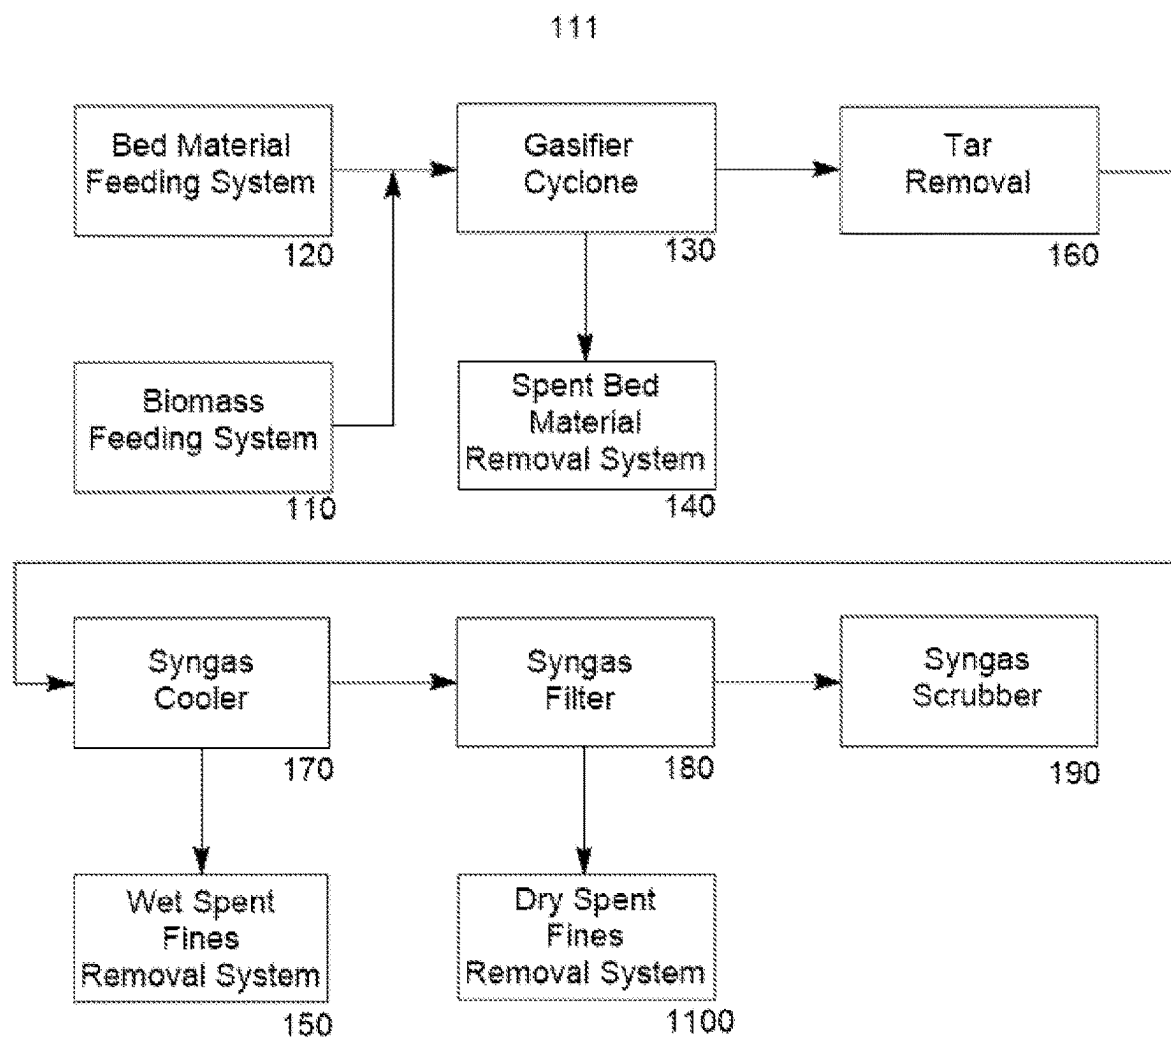 111
Bed Material
Feeding System
120
Gasifier
Cyclone
130
Tar
Removal
160
Biomass
Feeding System
110
Spent Bed
Material
Removal System
140
Syngas
Cooler
170
Syngas
Filter
180
Syngas
Scrubber
190
Wet Spent
Fines
Removal System
150
Dry Spent
Fines
Removal System
1100